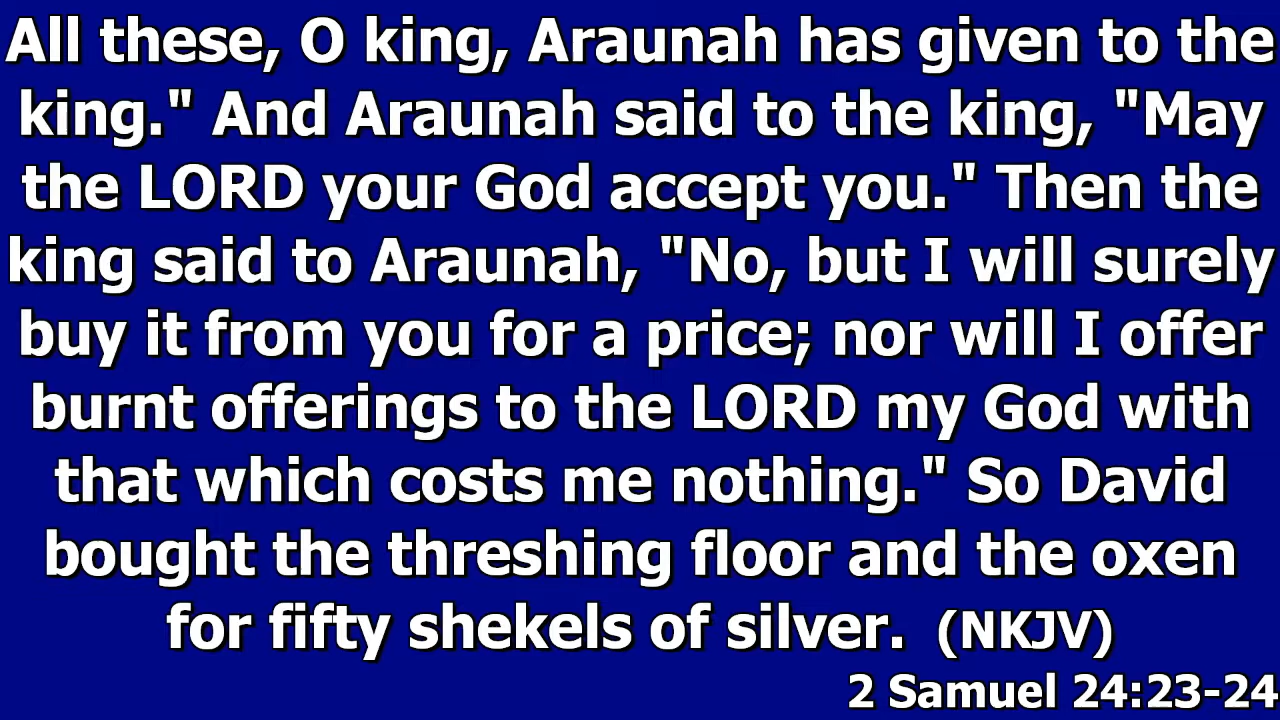 All these, O king, Araunah has given to the
king." And Araunah said to the king, "May
the LORD your God accept you." Then the
king said to Araunah, "No, but I will surely
buy it from you for a price; nor will I offer
burnt offerings to the LORD my God with
that which costs me nothing." So David
bought the threshing floor and the oxen
for fifty shekels of silver. (NKJV)
2 Samuel 24:23-24